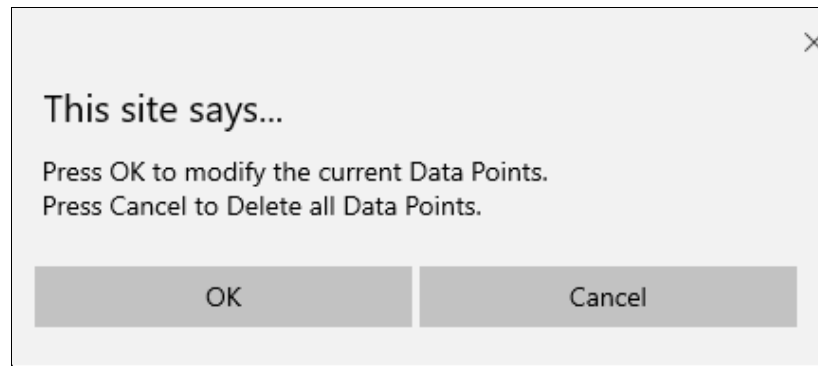 This site says...
Press OK to modify the current Data Points.
Press Cancel to Delete all Data Points.
OK
Cancel